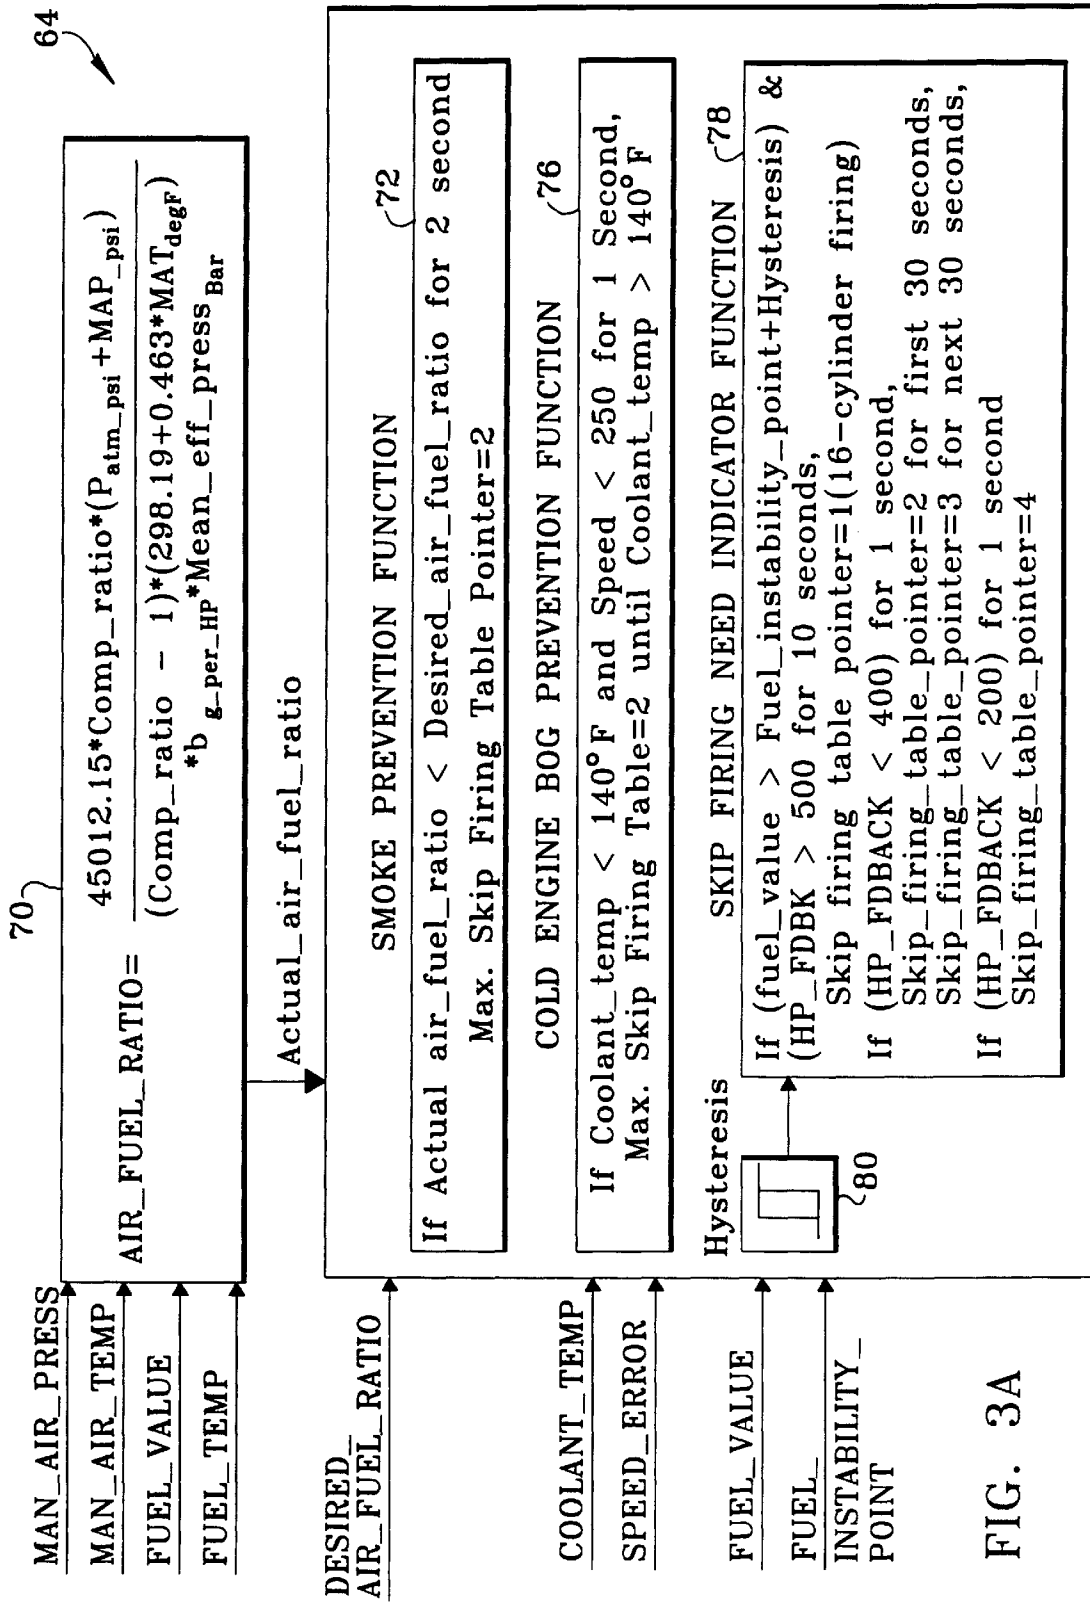 64
70
MAN_AIR_PRESS
MAN_AIR_TEMP
FUEL_VALUE
FUEL_TEMP
AIR_FUEL_RATIO=
45012.15*Comp_ratio*(Patm_psi+MAP_psi)
(Comp_ratio - 1)*(298.19+0.463*MATdegF)
*b g_per_HP*Mean_eff_press Bar
Actual_air_fuel_ratio
DESIRED_
AIR_FUEL_RATIO
SMOKE PREVENTION FUNCTION
72
If Actual air_fuel_ratio < Desired_air_fuel_ratio for 2 second
Max. Skip Firing Table Pointer=2
COOLANT_TEMP
SPEED_ERROR
COLD ENGINE BOG PREVENTION FUNCTION
76
If Coolant_temp < 140°F and Speed < 250 for 1 Second,
Max. Skip Firing Table=2 until Coolant_temp > 140°F
FUEL_VALUE
FUEL_
INSTABILITY_
POINT
Hysteresis
80
SKIP FIRING NEED INDICATOR FUNCTION
78
If (fuel_value > Fuel_instability_point+Hysteresis) &
(HP_FDBK > 500 for 10 seconds,
Skip firing table pointer=1(16-cylinder firing)
If (HP_FDBACK < 400) for 1 second,
Skip_firing_table_pointer=2 for first 30 seconds,
Skip_firing_table_pointer=3 for next 30 seconds,
If (HP_FDBACK < 200) for 1 second
Skip_firing_table_pointer=4
FIG. 3A